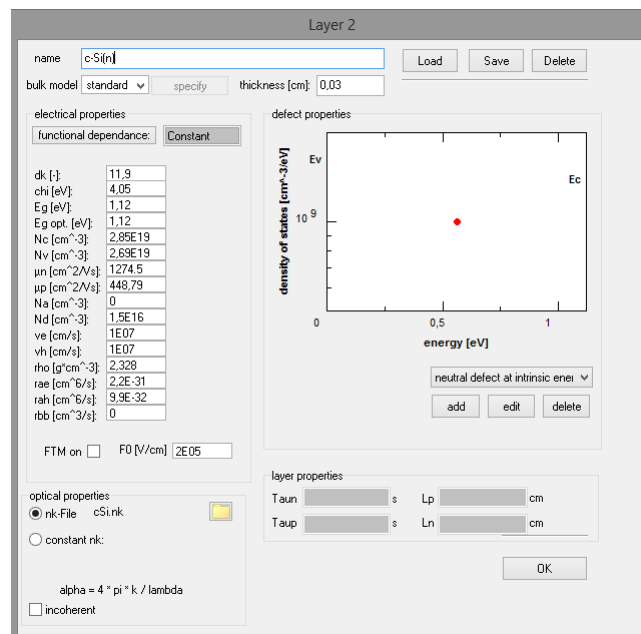 Layer 2
name c-Si(n) Load Save Delete
bulk model standard specify thickness [cm]: 0,03
electrical properties
functional dependance: Constant
dk [-]: 11,9
chi [eV]: 4,05
Eg [eV]: 1,12
Eg opt. [eV]: 1,12
Nc [cm^-3]: 2,85E19
Nv [cm^-3]: 2,69E19
µn [cm^2/Vs]: 1274.5
µp [cm^2/Vs]: 448,79
Na [cm^-3]: 0
Nd [cm^-3]: 1,5E16
ve [cm/s]: 1E07
vh [cm/s]: 1E07
rho [g*cm^-3]: 2,328
rae [cm^6/s]: 2,2E-31
rah [cm^6/s]: 9,9E-32
rbb [cm^3/s]: 0
FTM on F0 [V/cm] 2E05
optical properties
nk-File cSi.nk
constant nk:
alpha = 4 * pi * k / lambda
incoherent
defect properties
density of states [cm^-3/eV]
Ev
Ec
10 9
0 0,5 1
energy [eV]
neutral defect at intrinsic ener
add edit delete
layer properties
Taun s Lp cm
Taup s Ln cm
OK